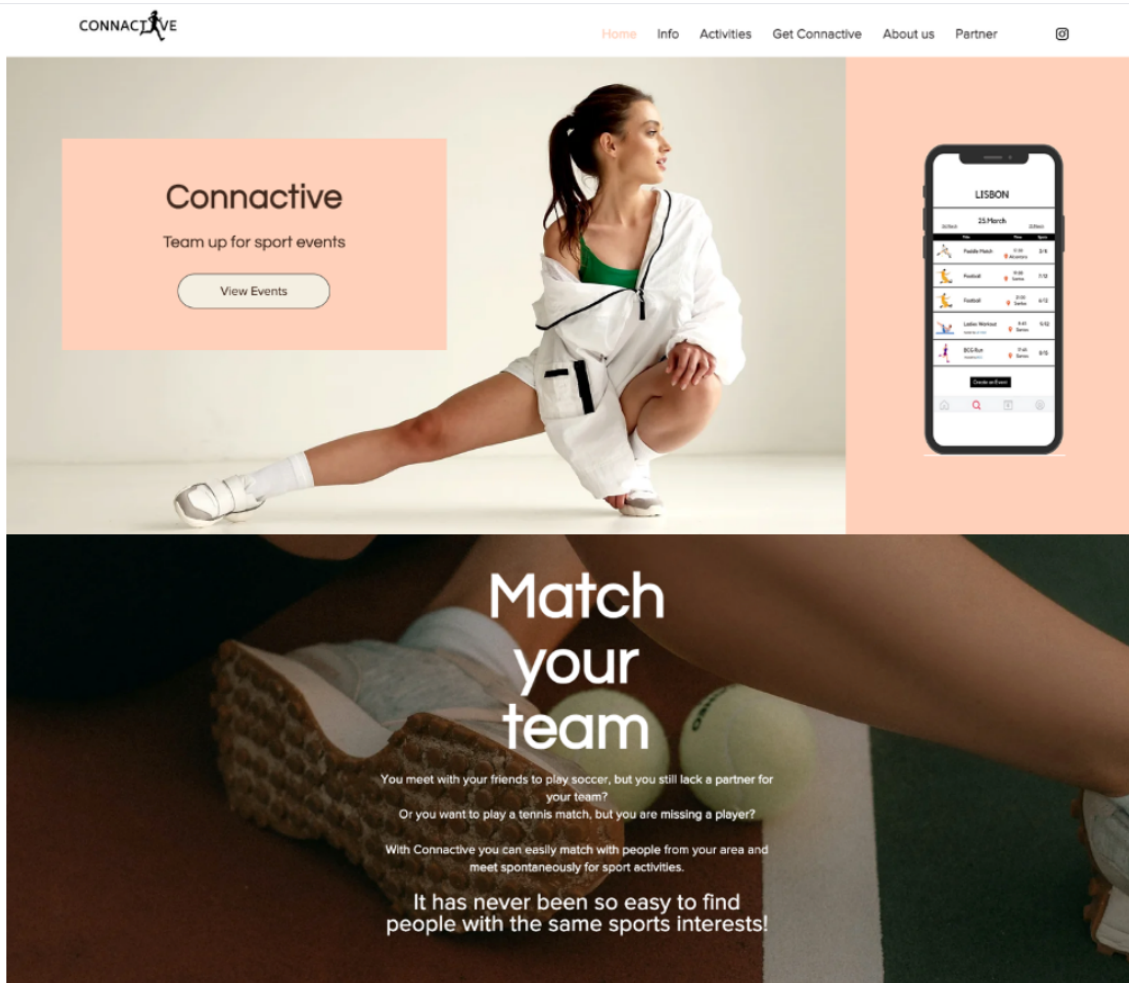 CONNACTIVE
Home Info Activities Get Connactive About us Partner
Connactive
Team up for sport events
View Events
LISBON
25 March
Title
Paddle Match
Football
Football
Ladies Workout
BCG Run
Create an Event
Match
your
team
You meet with your friends to play soccer, but you still lack a partner for
your team?
Or you want to play a tennis match, but you are missing a player?
With Connactive you can easily match with people from your area and
meet spontaneously for sport activities.
It has never been so easy to find
people with the same sports interests!